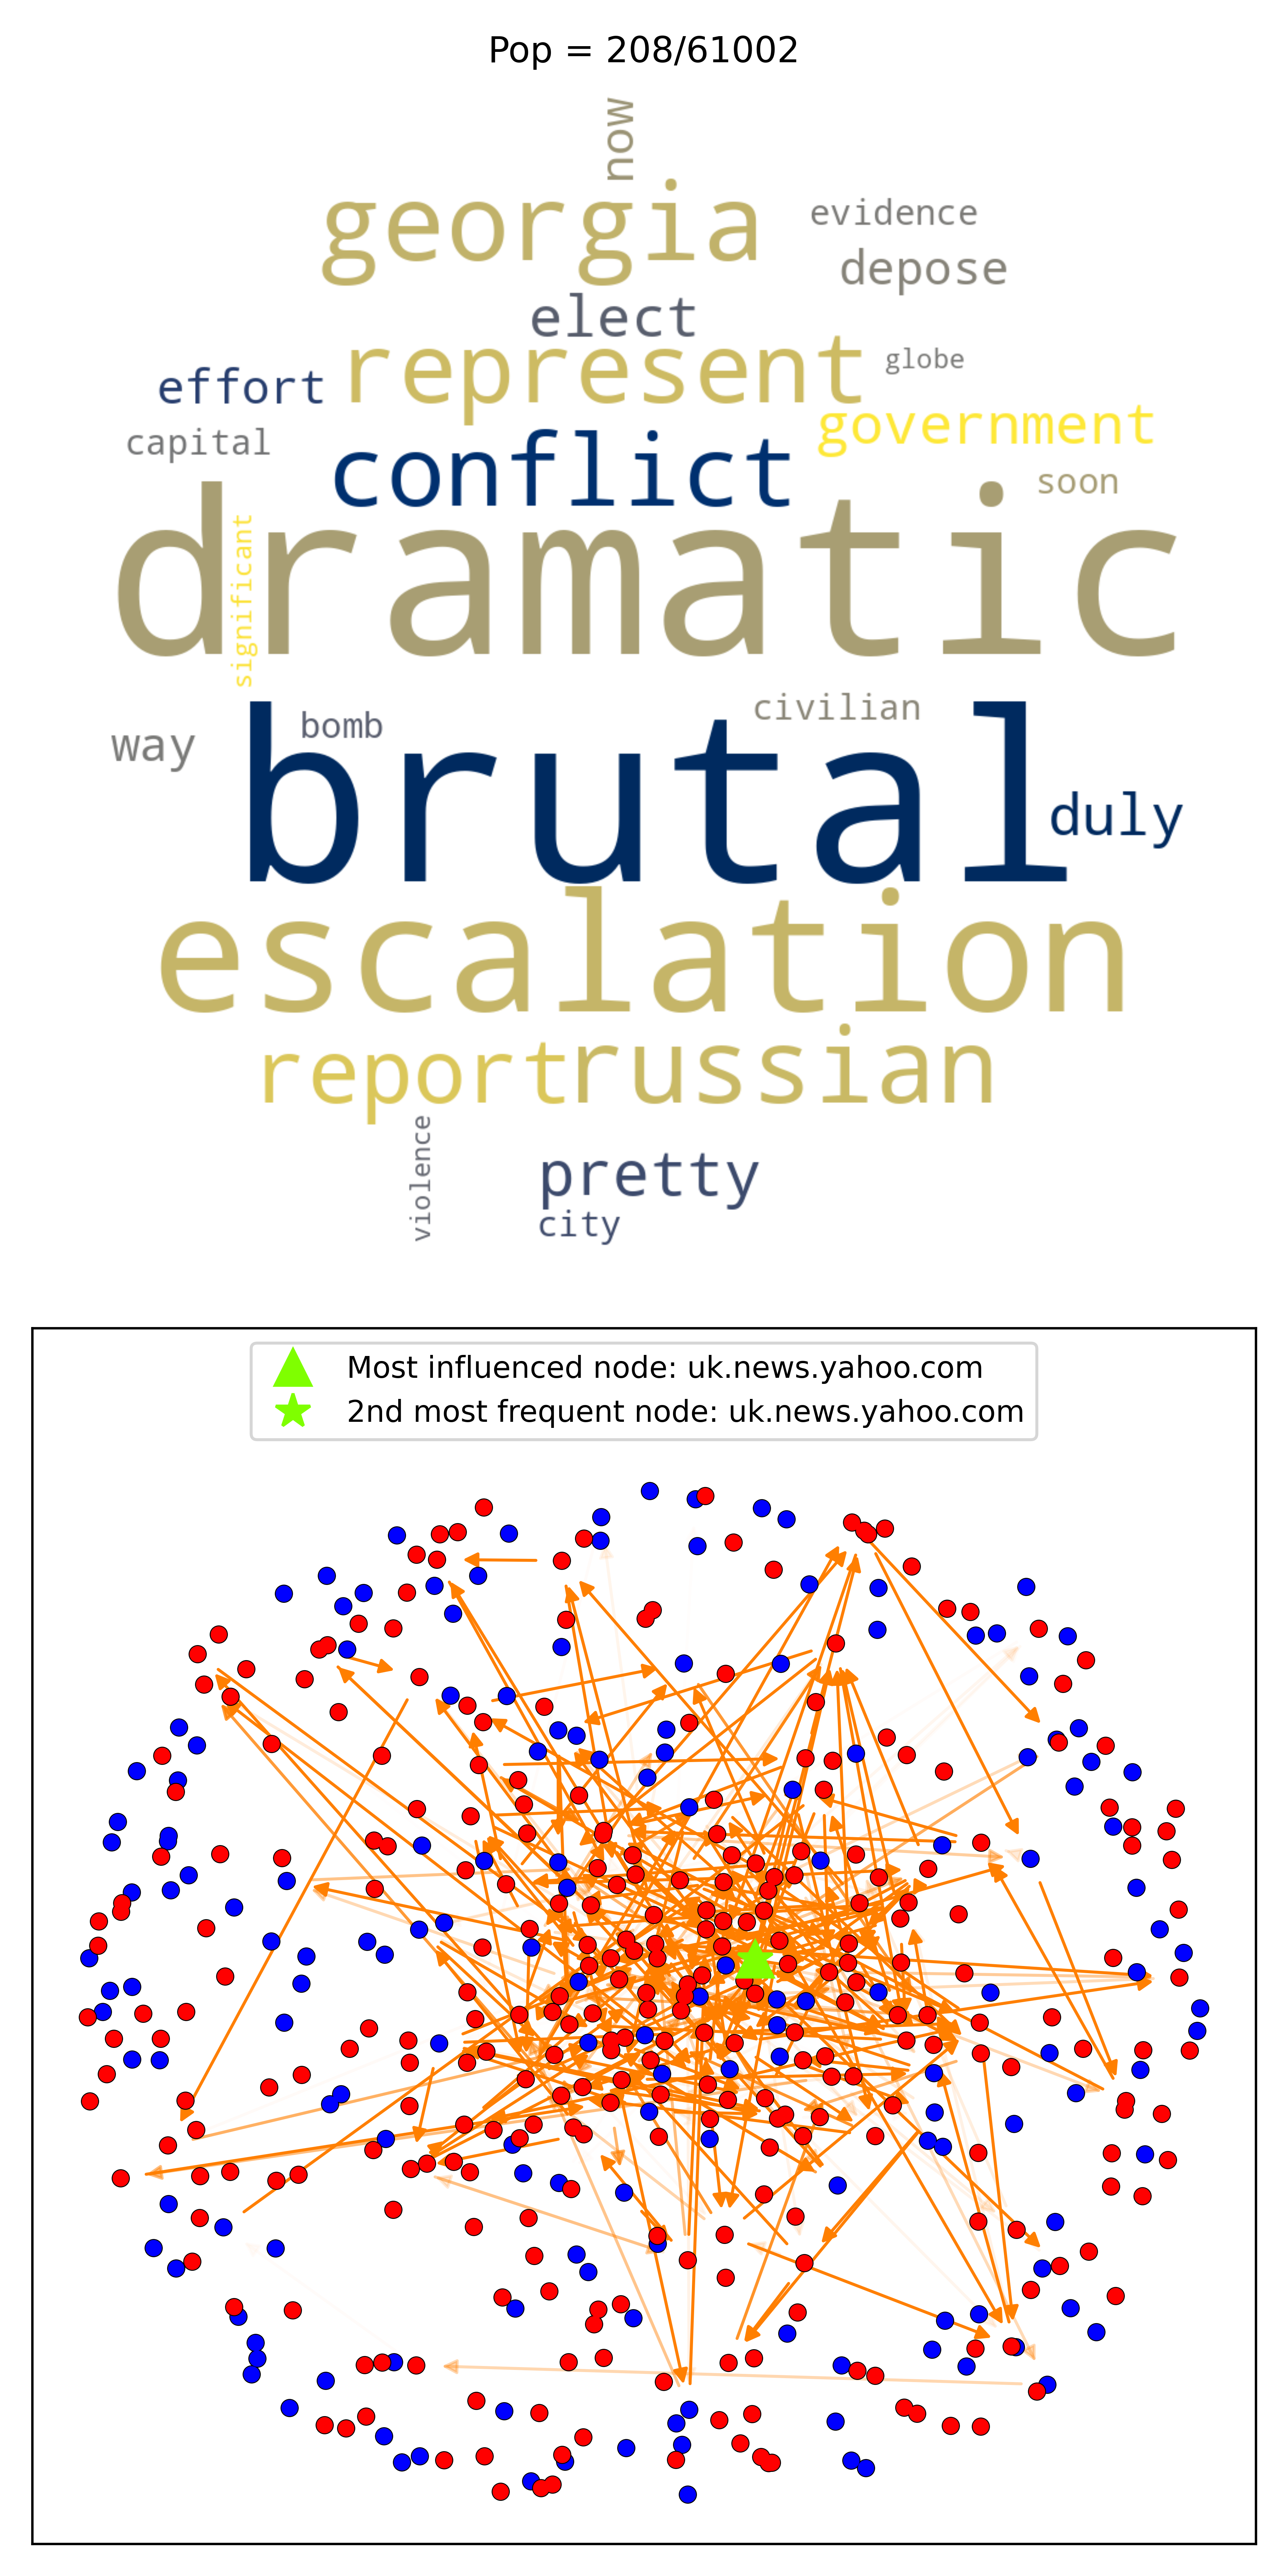 Pop = 208/61002
now
georgia
evidence
depose
elect
represent
globe
effort
government
capital
conflict
soon
dramatic
significant
civilian
bomb
way
brutal
duly
escalation
report
russian
violence
pretty
city
Most influenced node: uk.news.yahoo.com
2nd most frequent node: uk.news.yahoo.com